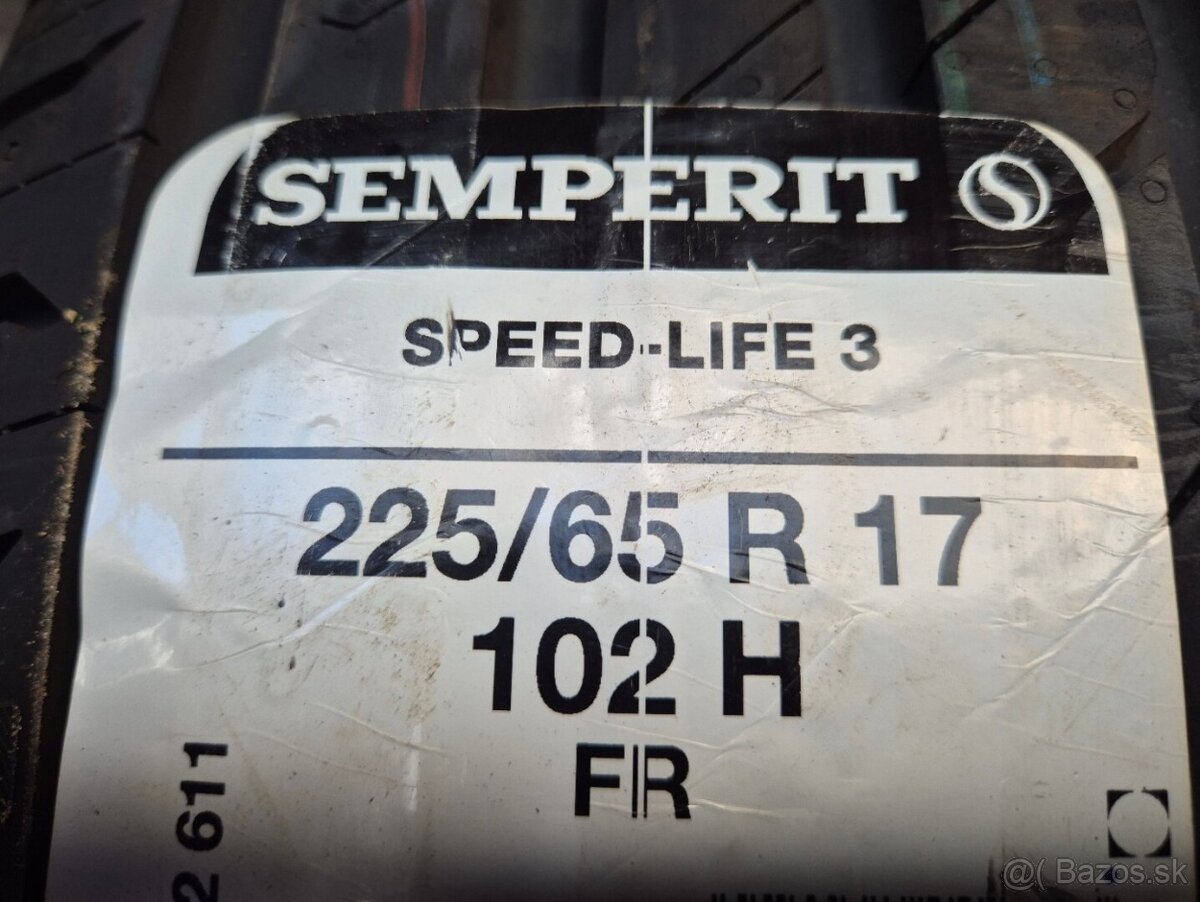 SEMPERIT
SPEED-LIFE 3
225/65 R 17
102 H
FR
2 611
@( Bazos.sk